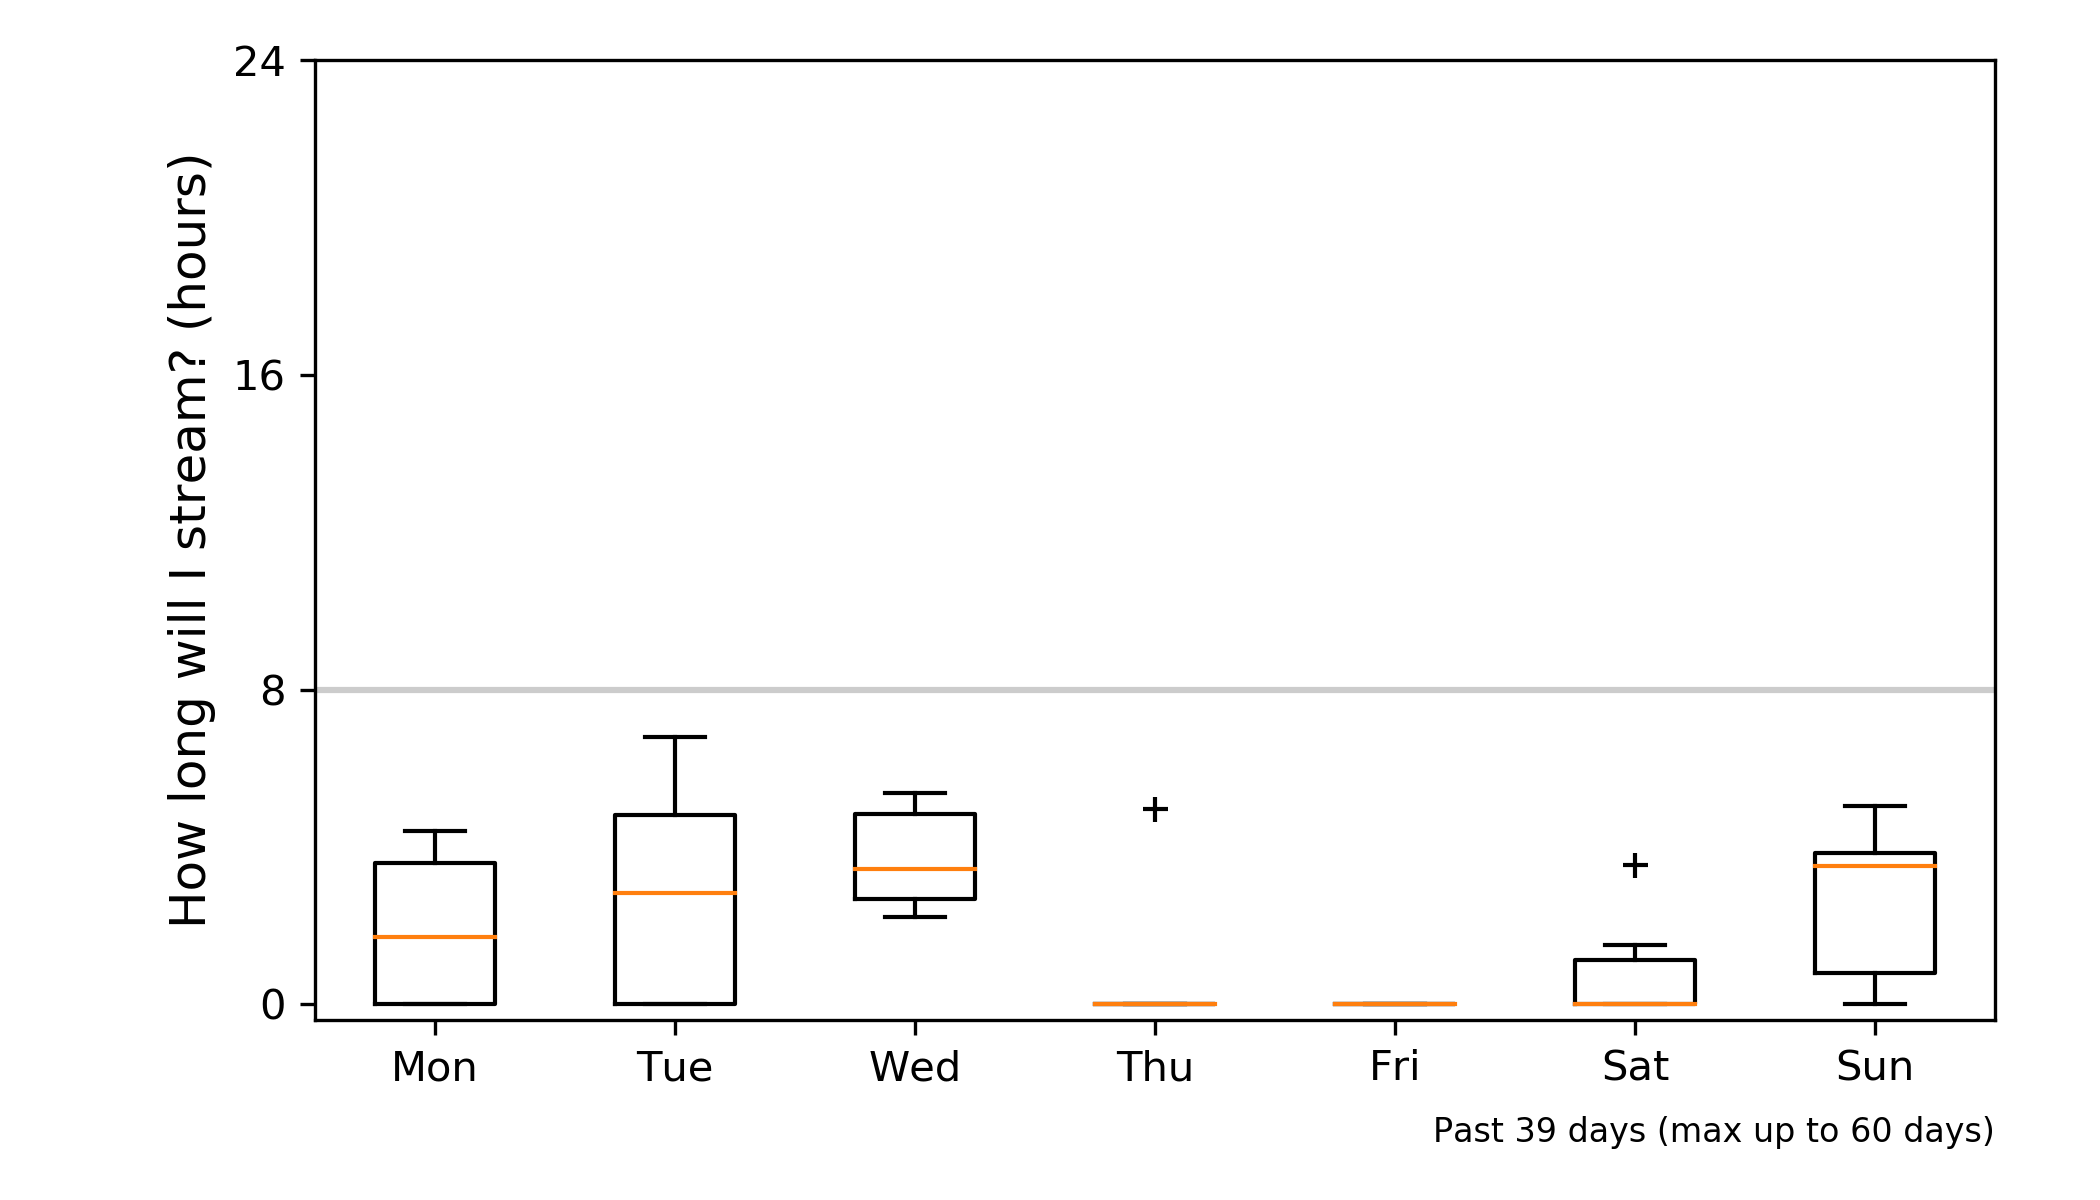 How long will I stream? (hours)
24
16
8
0
Mon Tue Wed Thu Fri Sat Sun
Past 39 days (max up to 60 days)